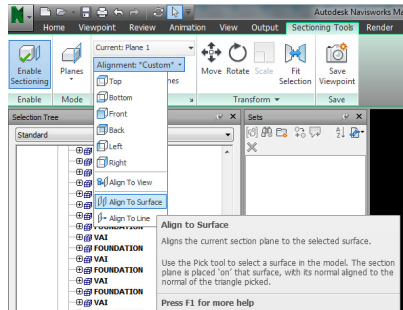 Autodesk Navisworks Ma
Home Viewpoint Review Animation View Output Sectioning Tools Render
Current: Plane 1
Alignment: "Custom"
Enable Sectioning
Planes
nes
Move Rotate Scale Fit Selection
Save Viewpoint
Enable Mode Transform Save
Top
Bottom
Front
Back
Left
Right
Align To View
Align To Surface
Align To Line
Selection Tree
Standard
Sets
FOUNDATION
VAI
FOUNDATION
VAI
FOUNDATION
VAI
FOUNDATION
VAI
Align to Surface
Aligns the current section plane to the selected surface.
Use the Pick tool to select a surface in the model. The section
plane is placed 'on' that surface, with its normal aligned to the
normal of the triangle picked.
Press F1 for more help